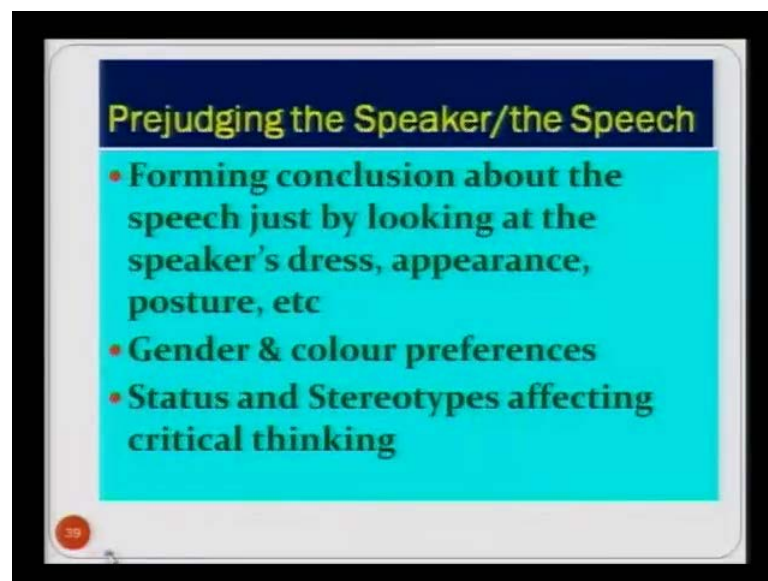 Prejudging the Speaker/the Speech
• Forming conclusion about the
speech just by looking at the
speaker's dress, appearance,
posture, etc
• Gender & colour preferences
• Status and Stereotypes affecting
critical thinking
39